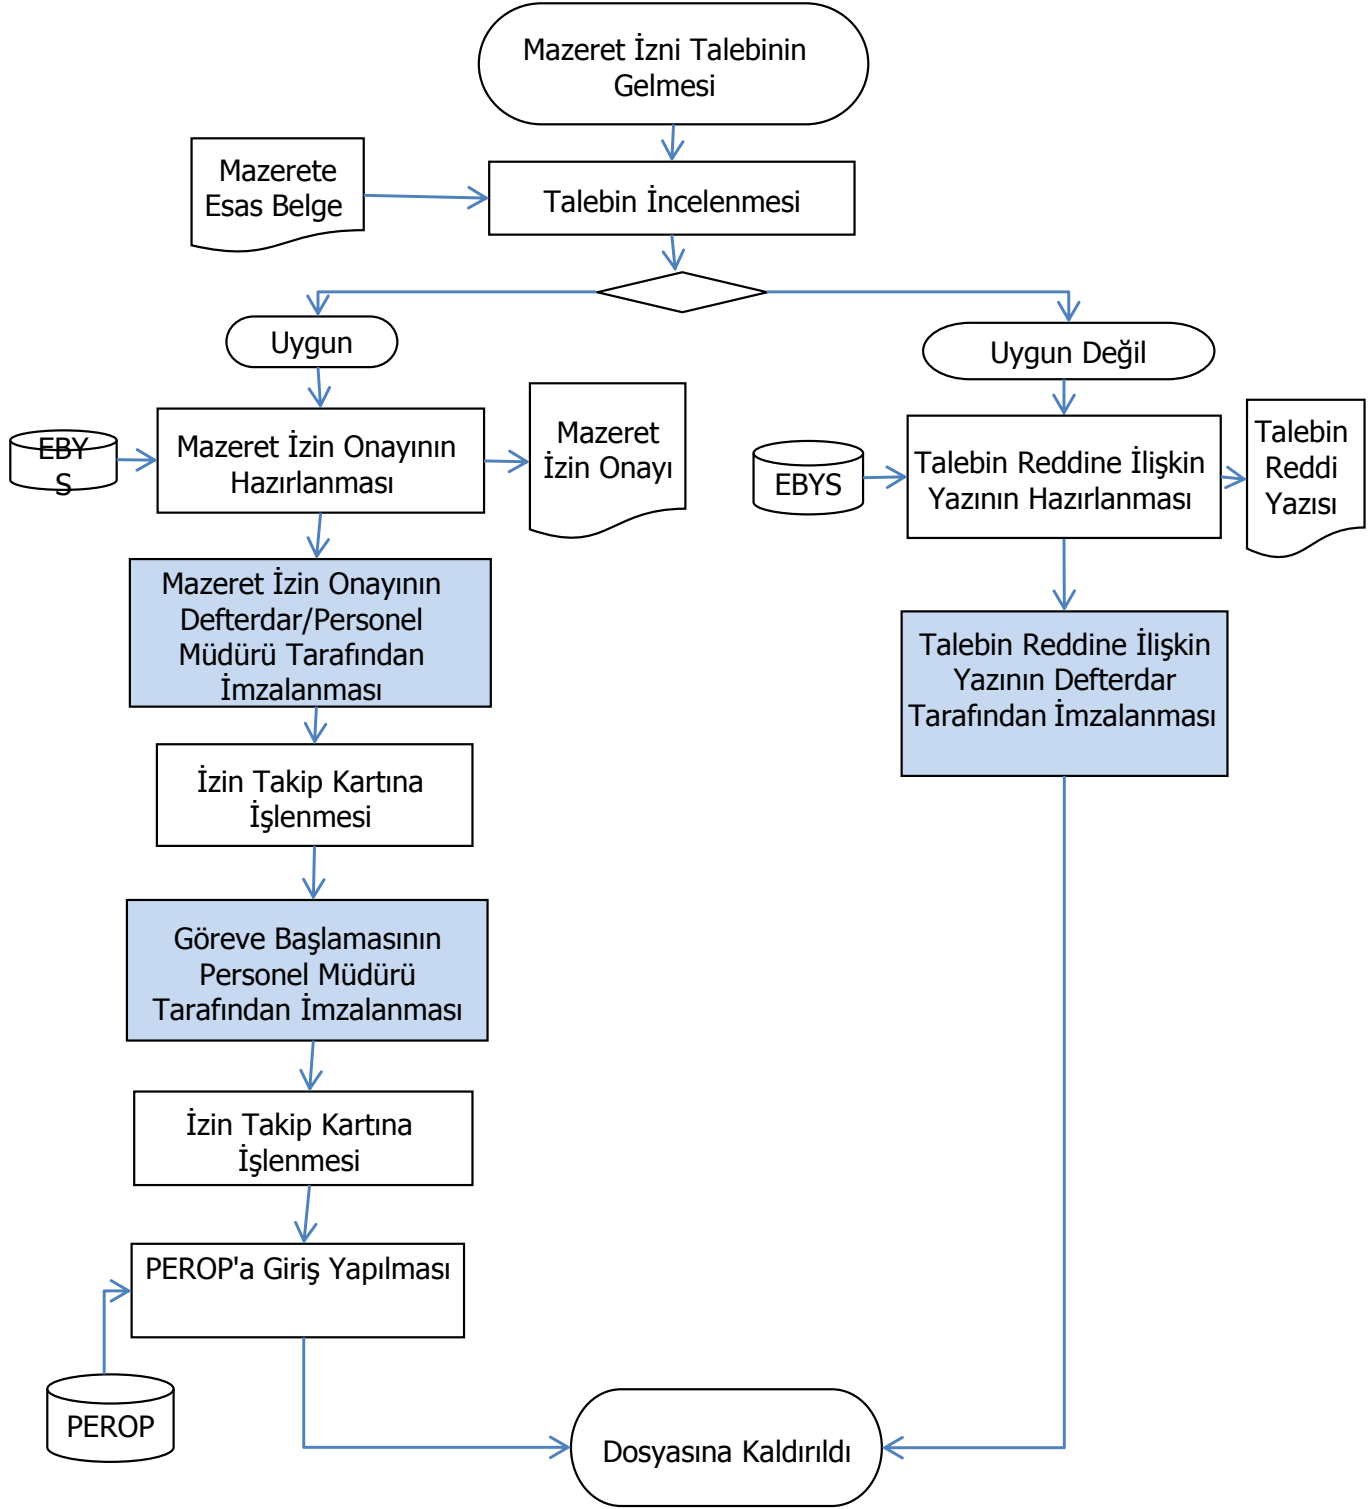 Mazeret İzni Talebinin
Gelmesi
Mazerete
Esas Belge
Talebin İncelenmesi
Uygun
Uygun Değil
EBY
S
Mazeret İzin Onayının
Hazırlanması
Mazeret
İzin Onayı
EBYS
Talebin Reddine İlişkin
Yazının Hazırlanması
Talebin
Reddi
Yazısı
Mazeret İzin Onayının
Defterdar/Personel
Müdürü Tarafından
İmzalanması
Talebin Reddine İlişkin
Yazının Defterdar
Tarafından İmzalanması
İzin Takip Kartına
İşlenmesi
Göreve Başlamasının
Personel Müdürü
Tarafından İmzalanması
İzin Takip Kartına
İşlenmesi
PEROP'a Giriş Yapılması
PEROP
Dosyasına Kaldırıldı